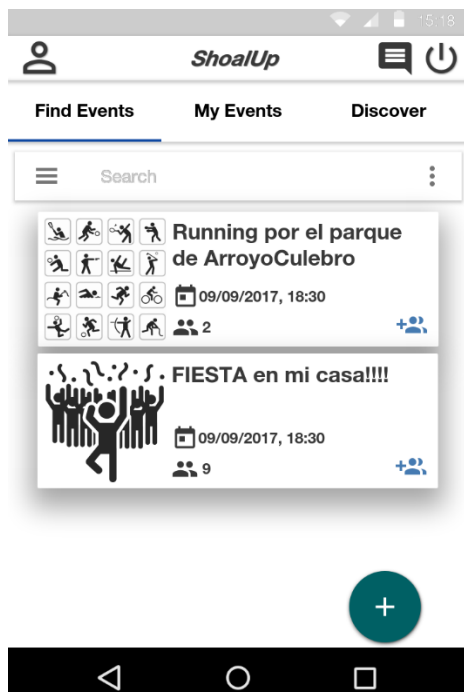 15:18
ShoalUp
Find Events
My Events
Discover
Search
Running por el parque
de ArroyoCulebro
09/09/2017, 18:30
2
FIESTA en mi casa!!!!
09/09/2017, 18:30
9